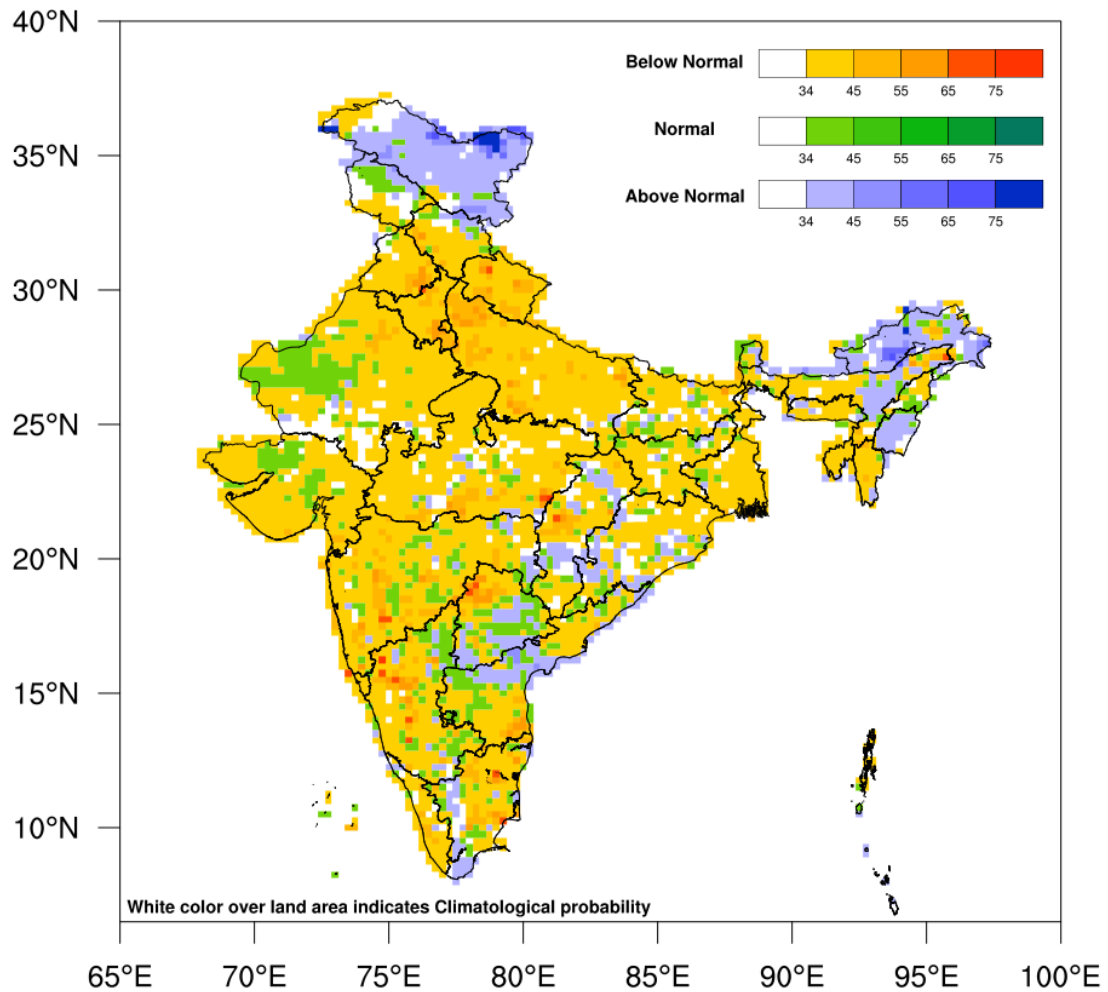 40°N
Below Normal
34 45 55 65 75
Normal
34 45 55 65 75
35°N
Above Normal
34 45 55 65 75
30°N
25°N
20°N
15°N
10°N
White color over land area indicates Climatological probability
65°E 70°E 75°E 80°E 85°E 90°E 95°E 100°E